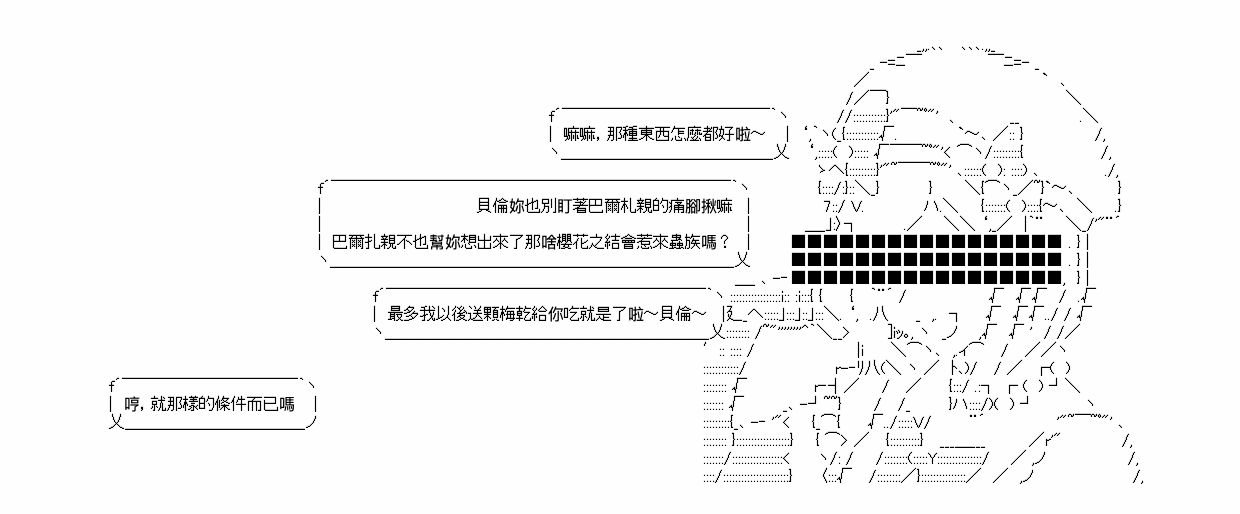 嘛嘛，那種東西怎麼都好啦～
貝倫妳也別盯著巴爾札親的痛腳揪嘛
巴爾扎親不也幫妳想出來了那啥櫻花之結會惹來蟲族嗎？
最多我以後送顆梅乾給你吃就是了啦～貝倫～
哼，就那樣的條件而已嗎